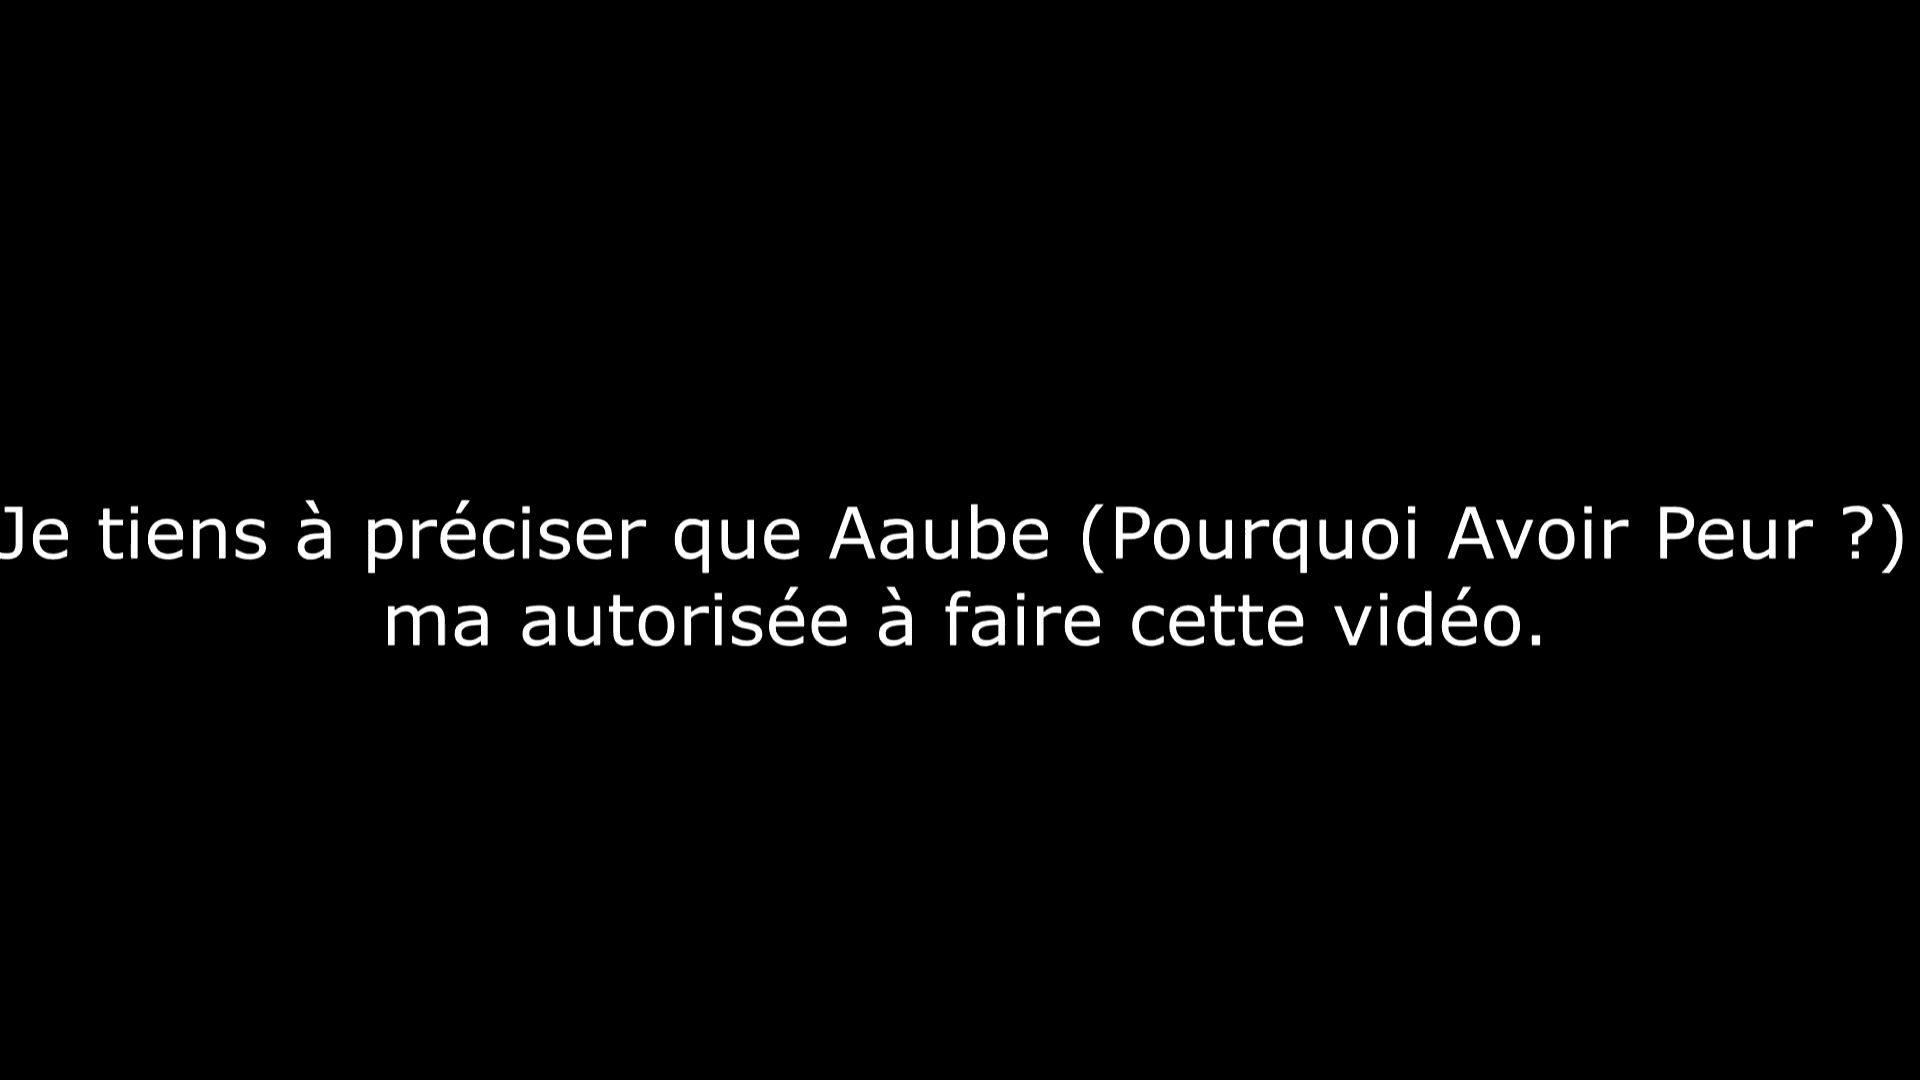 Je tiens à préciser que Aaube (Pourquoi Avoir Peur ?)
ma autorisée à faire cette vidéo.